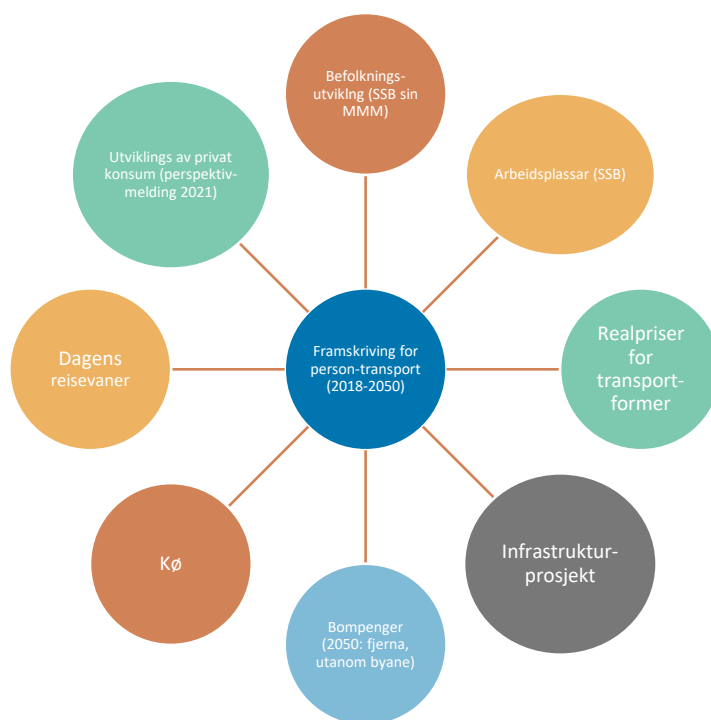 Befolknings-
utviklng (SSB sin
MMM)
Utviklings av privat
konsum (perspektiv-
melding 2021)
Arbeidsplassar (SSB)
Dagens
reisevaner
Framskriving for
person-transport
(2018-2050)
Realpriser
for
transport-
former
Kø
Infrastruktur-
prosjekt
Bompenger
(2050: fjerna,
utanom byane)